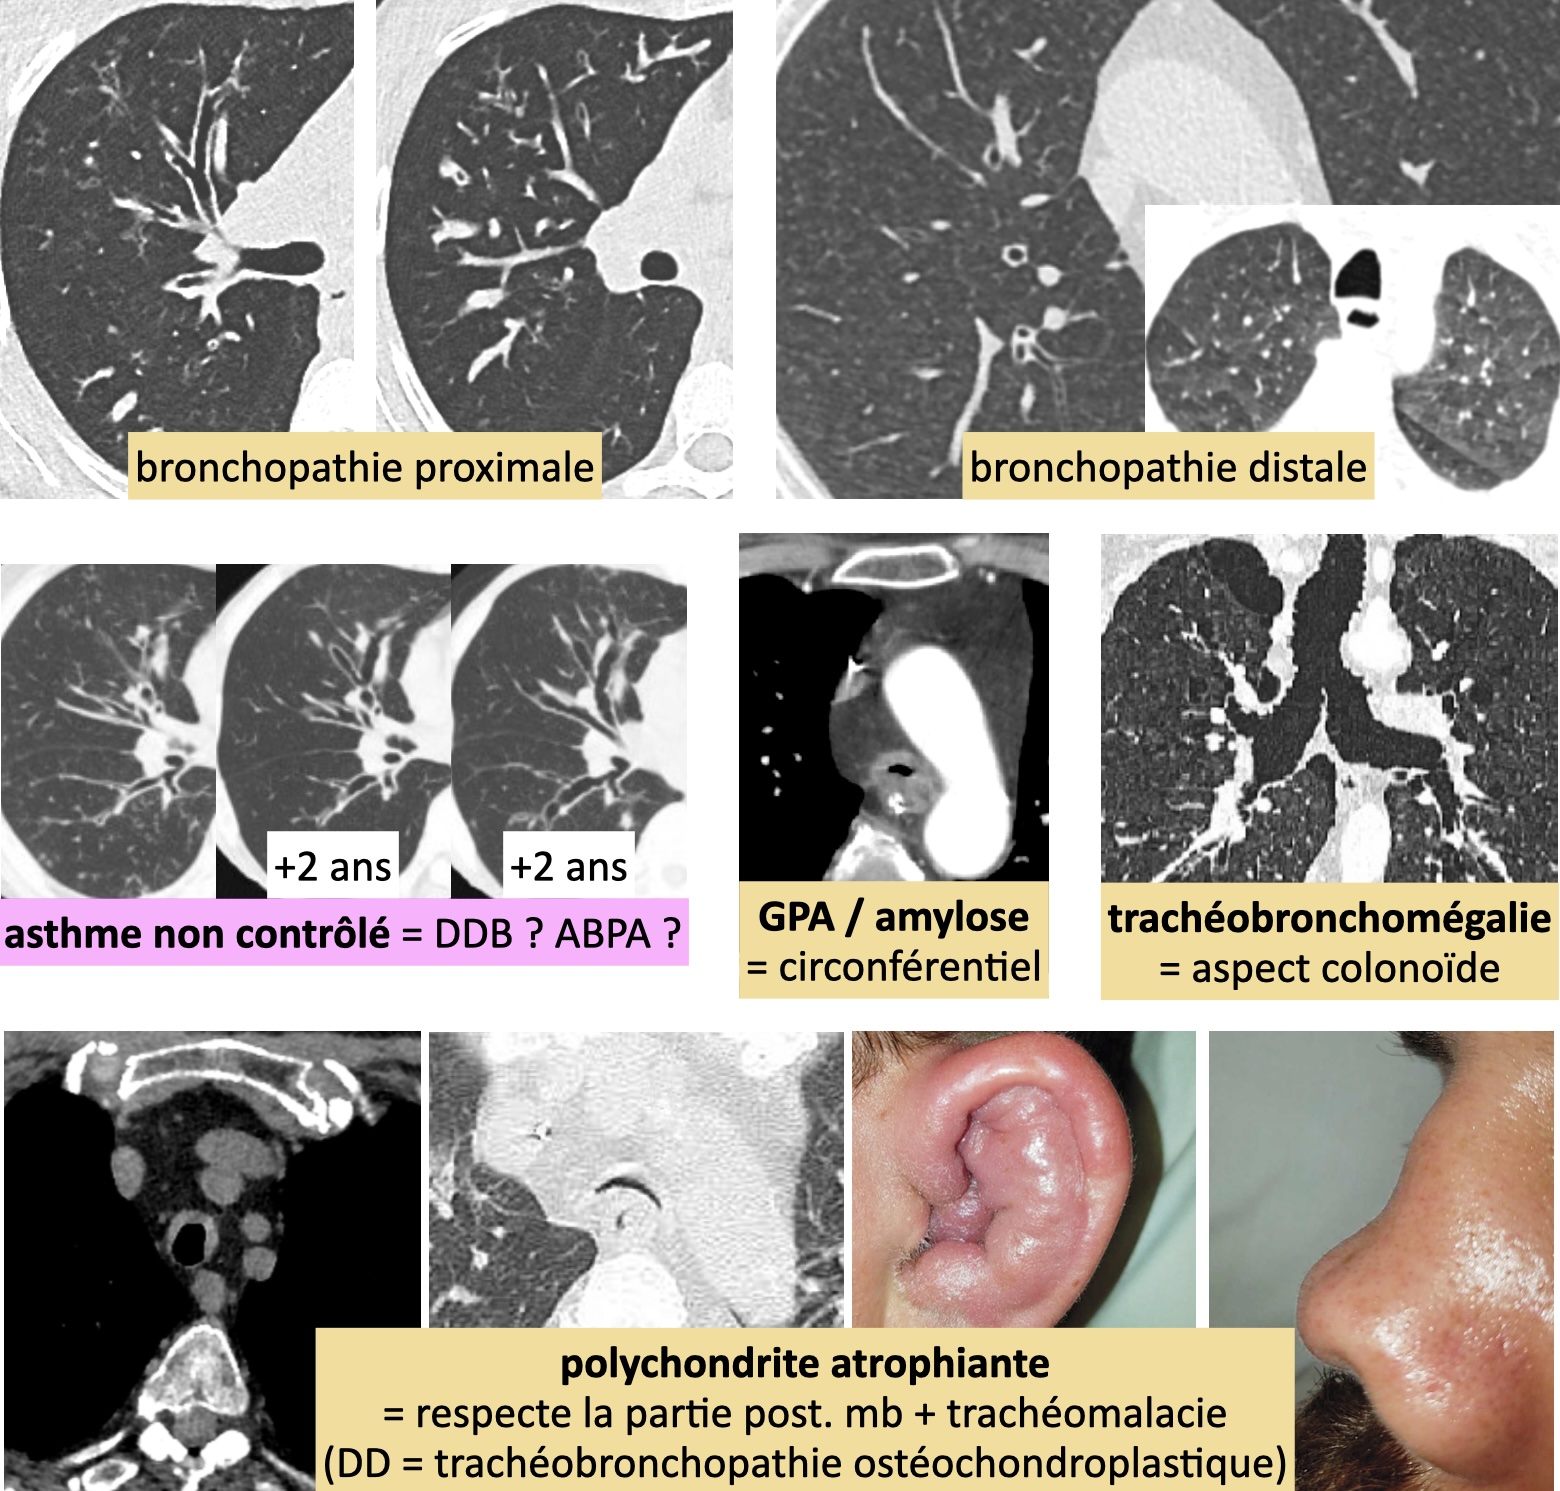 bronchopathie proximale
bronchopathie distale
+2 ans
+2 ans
asthme non contrôlé = DDB ? ABPA ?
GPA / amylose
= circonférentiel
trachéobronchomégalie
= aspect colonoïde
polychondrite atrophiante
= respecte la partie post. mb + trachéomalacie
(DD = trachéobronchopathie ostéochondroplastique)